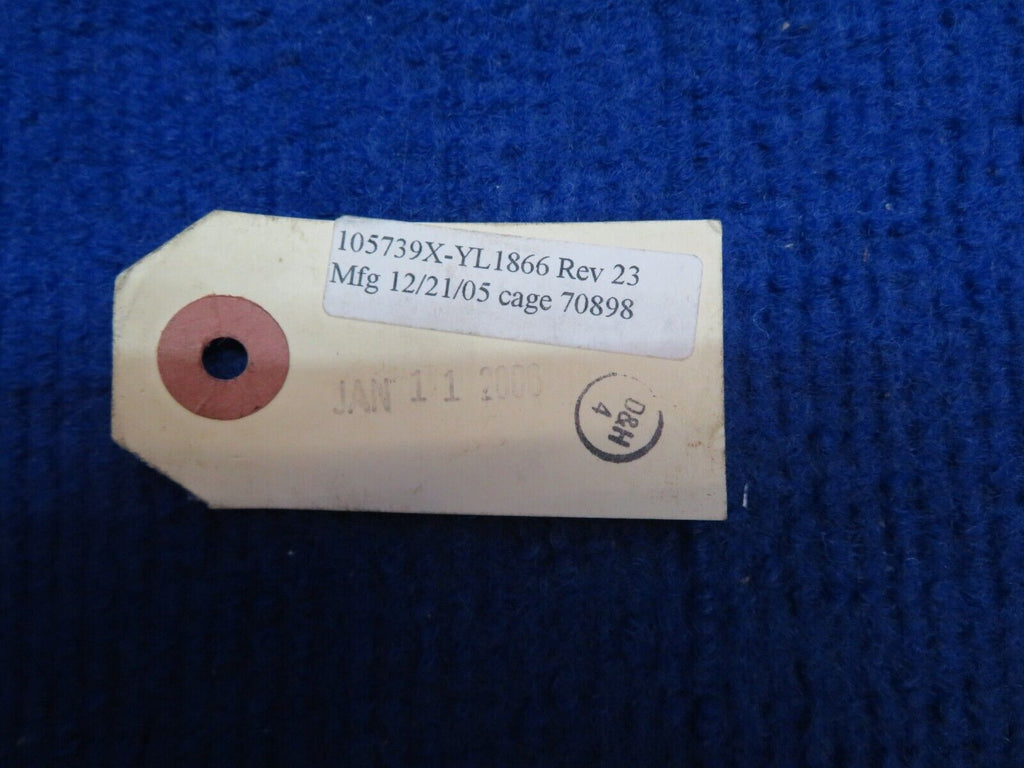 105739X-YL1866 Rev 23
Mfg 12/21/05 cage 70898
JAN 11 2006
D&H
4